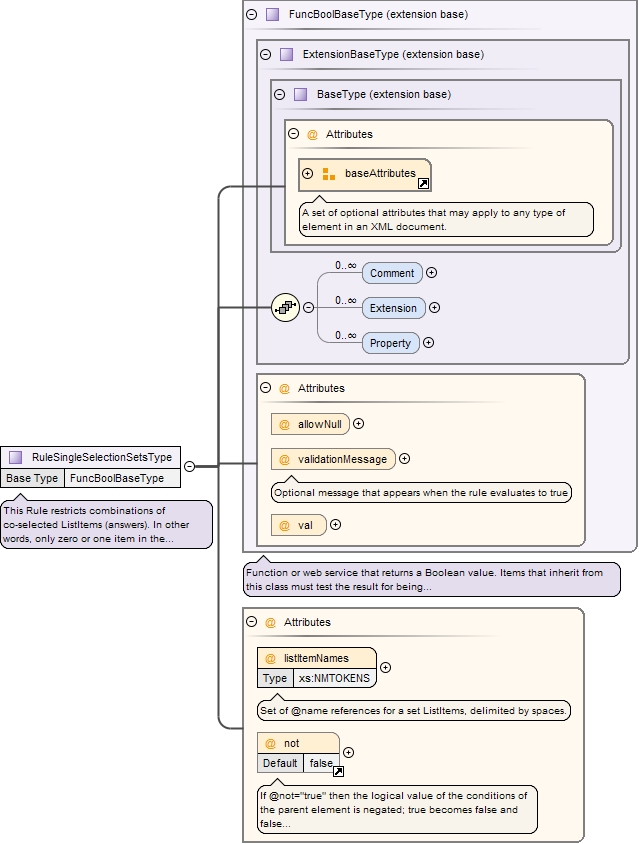 FuncBoolBaseType (extension base)
ExtensionBaseType (extension base)
BaseType (extension base)
@ Attributes
baseAttributes
A set of optional attributes that may apply to any type of
element in an XML document.
0..∞
Comment
0..∞
Extension
0..∞
Property
@ Attributes
@ allowNull
@ validationMessage
Optional message that appears when the rule evaluates to true
@ val
RuleSingleSelectionSetsType
Base Type FuncBoolBaseType
This Rule restricts combinations of
co-selected ListItems (answers). In other
words, only zero or one item in the...
Function or web service that returns a Boolean value. Items that inherit from
this class must test the result for being...
@ Attributes
@ listItemNames
Type xs:NMTOKENS
Set of @name references for a set ListItems, delimited by spaces.
@ not
Default false
If @not="true" then the logical value of the conditions of
the parent element is negated; true becomes false and
false...